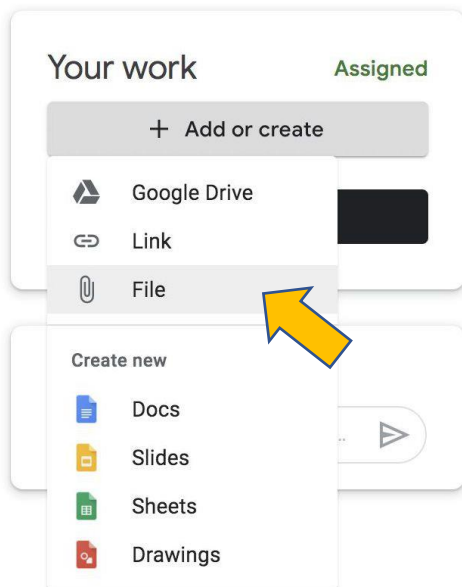 Your work
Assigned
+ Add or create
Google Drive
Link
File
Create new
Docs
Slides
Sheets
Drawings